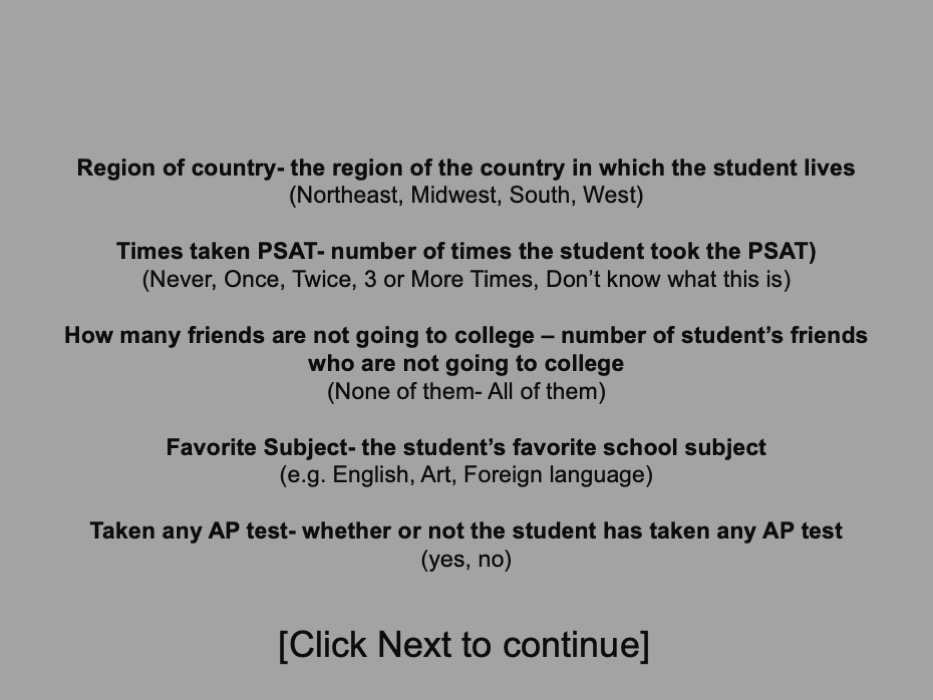 Region of country- the region of the country in which the student lives
(Northeast, Midwest, South, West)
Times taken PSAT- number of times the student took the PSAT)
(Never, Once, Twice, 3 or More Times, Don’t know what this is)
How many friends are not going to college – number of student’s friends
who are not going to college
(None of them- All of them)
Favorite Subject- the student’s favorite school subject
(e.g. English, Art, Foreign language)
Taken any AP test- whether or not the student has taken any AP test
(yes, no)
[Click Next to continue]